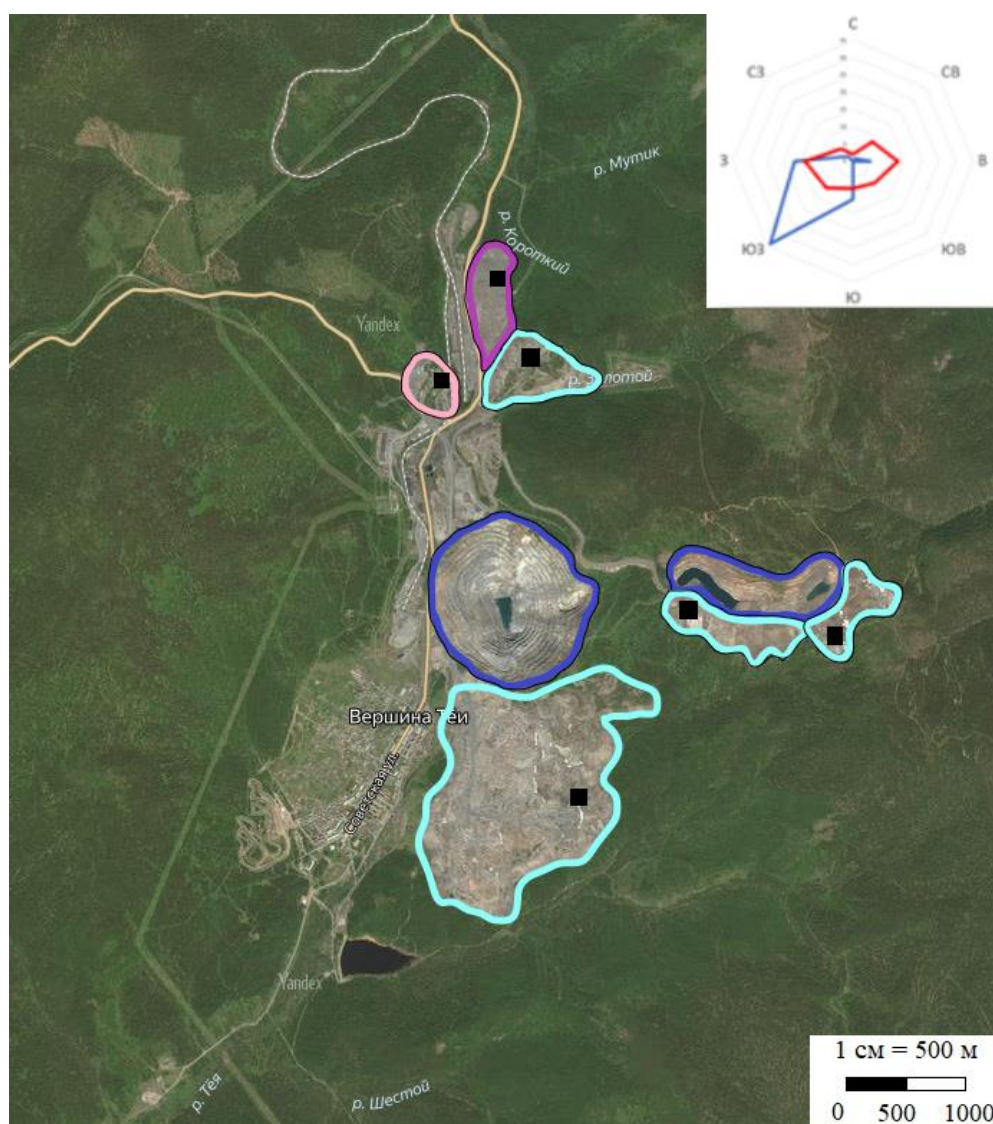 С
СЗ
СВ
З
В
ЮЗ
ЮВ
Ю
р. Мутик
р. Короткий
Yandex
р. Золотой
Вершина Теи
Советская ул.
Yandex
р. Тёя
р. Шестой
1 см = 500 м
0 500 1000